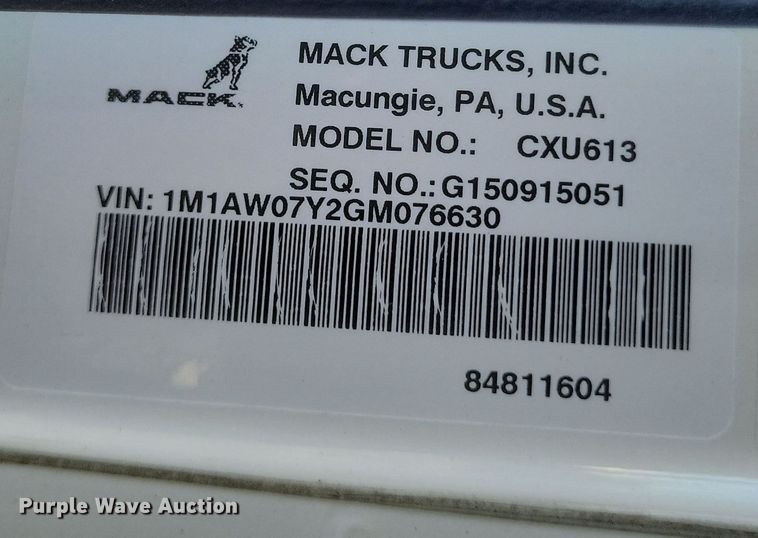 MACK TRUCKS, INC.
MACK
Macungie, PA, U.S.A.
MODEL NO.: CXU613
SEQ. NO.: G150915051
VIN: 1M1AW07Y2GM076630
84811604
Purple Wave Auction